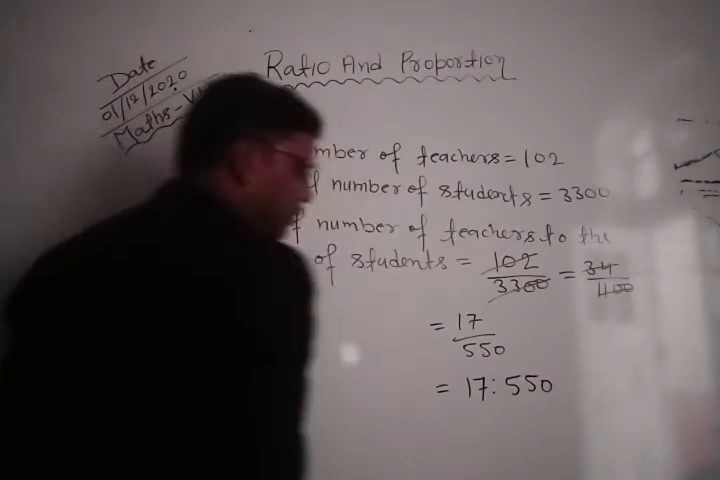 Date
01/12/2020
Maths-
Ratio And Proportion
mber of teachers = 102
number of students = 3300
number of teachers to the
of students = 102/3300 = 34/
= 17/550
= 17:550